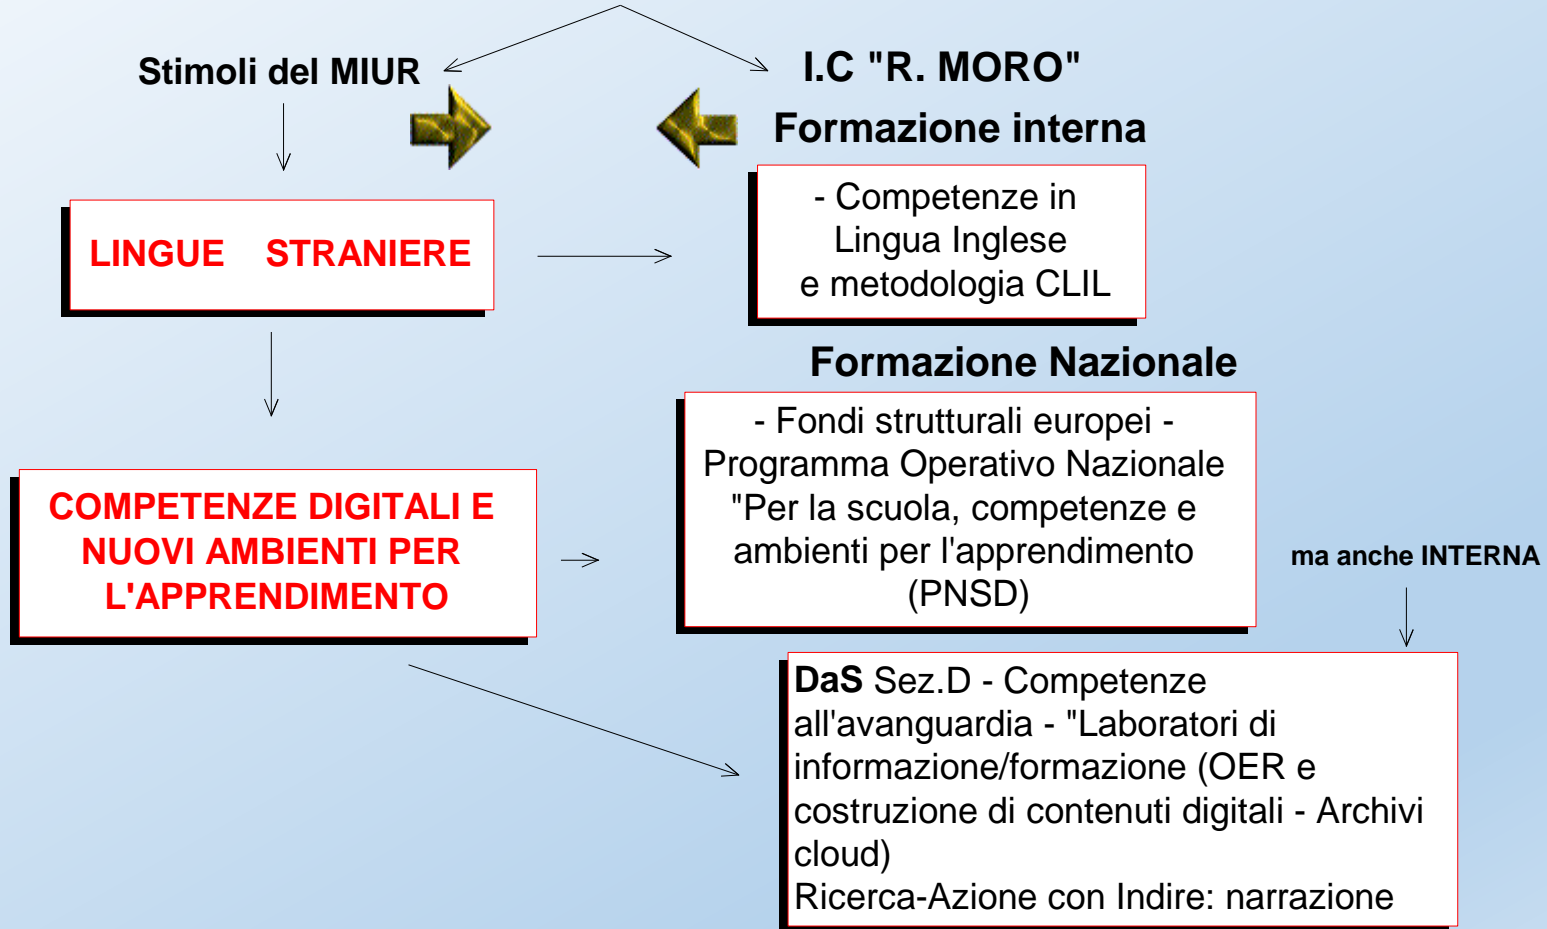 Stimoli del MIUR
I.C "R. MORO"
Formazione interna
LINGUE STRANIERE
- Competenze in
Lingua Inglese
e metodologia CLIL
Formazione Nazionale
- Fondi strutturali europei -
Programma Operativo Nazionale
"Per la scuola, competenze e
ambienti per l'apprendimento
(PNSD)
COMPETENZE DIGITALI E
NUOVI AMBIENTI PER
L'APPRENDIMENTO
ma anche INTERNA
DaS Sez.D - Competenze
all'avanguardia - "Laboratori di
informazione/formazione (OER e
costruzione di contenuti digitali - Archivi
cloud)
Ricerca-Azione con Indire: narrazione